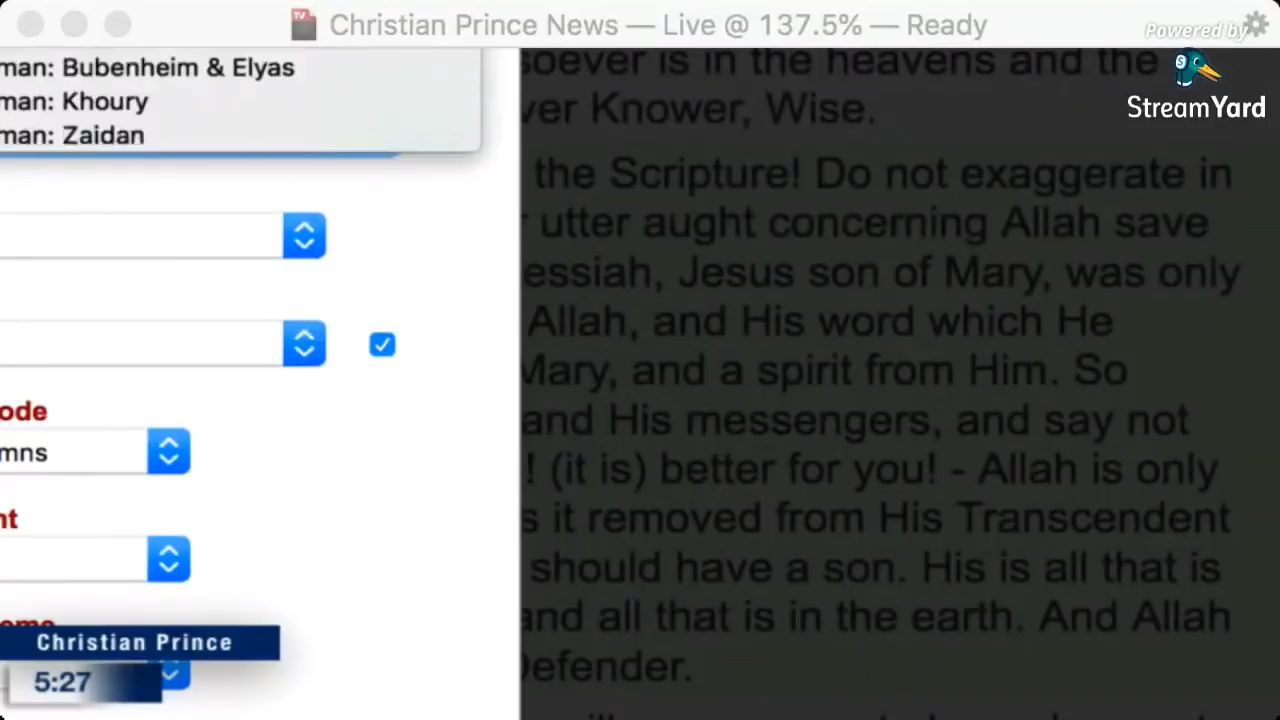 Christian Prince News — Live @ 137.5% — Ready
Powered by
StreamYard
man: Bubenheim & Elyas
man: Khoury
man: Zaidan
ode
mns
nt
Christian Prince
5:27
soever is in the heavens and the
ver Knower, Wise.
the Scripture! Do not exaggerate in
utter aught concerning Allah save
essiah, Jesus son of Mary, was only
Allah, and His word which He
Mary, and a spirit from Him. So
and His messengers, and say not
! (it is) better for you! - Allah is only
s it removed from His Transcendent
should have a son. His is all that is
and all that is in the earth. And Allah
Defender.